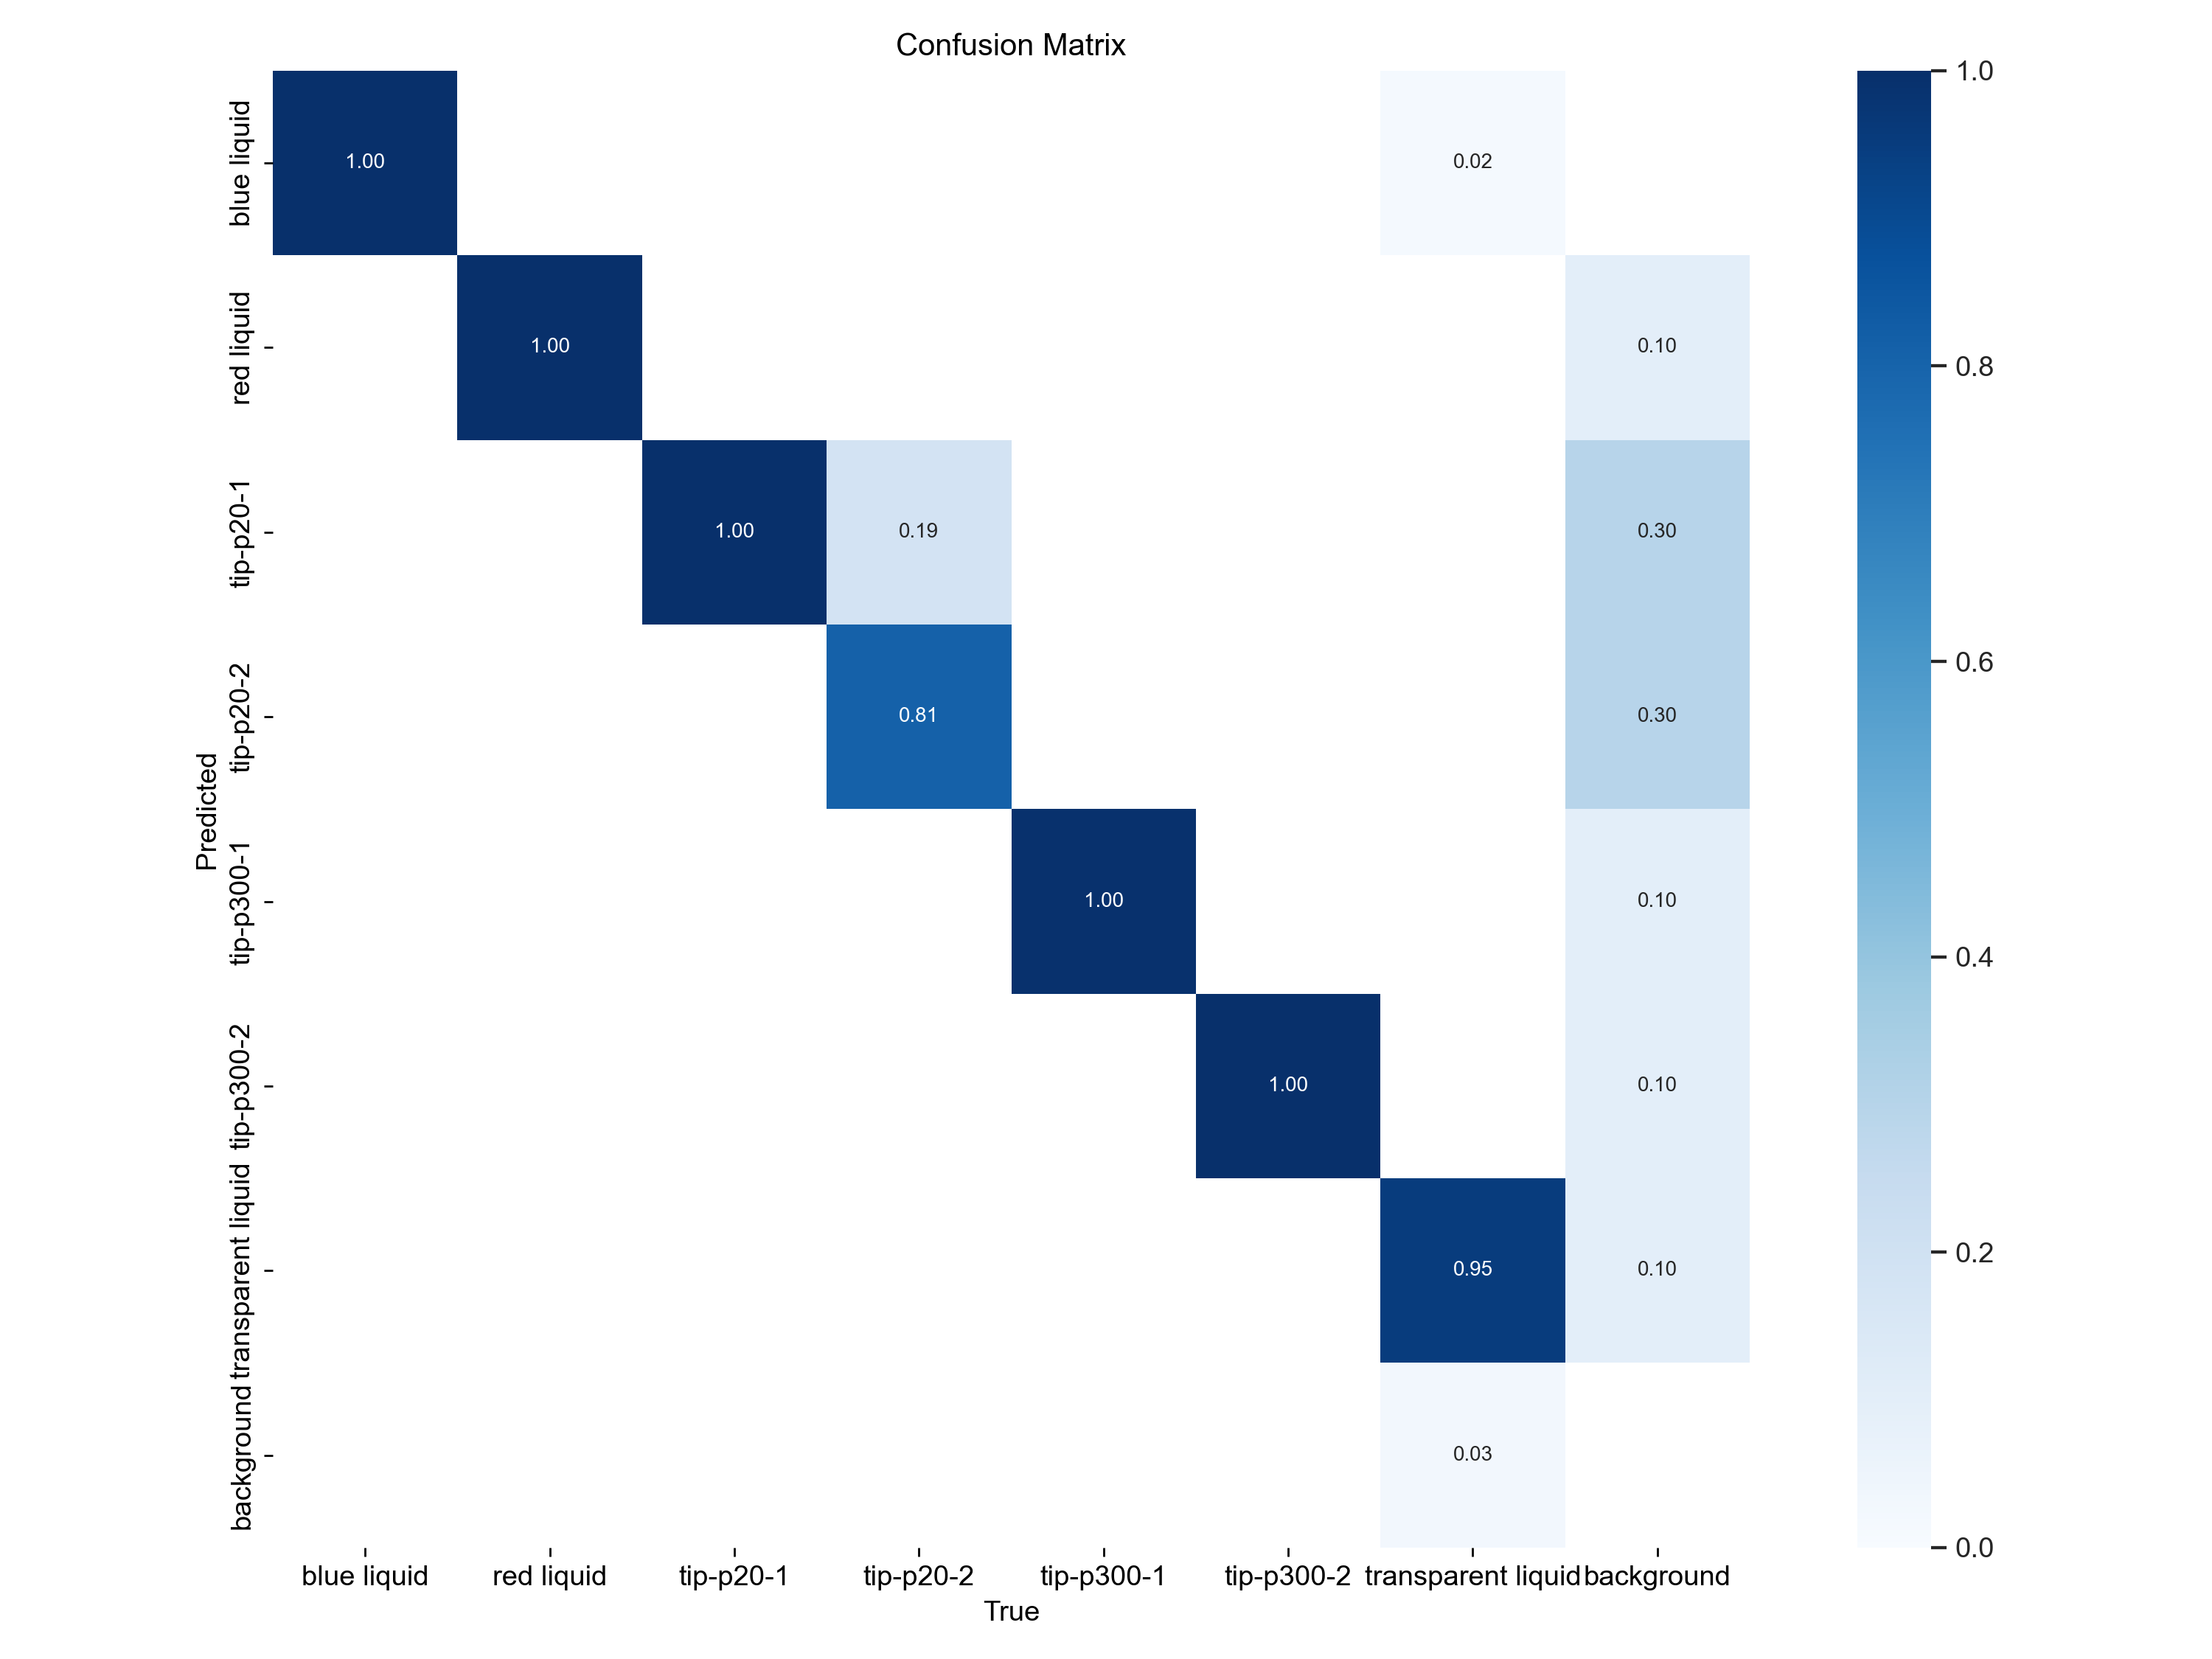 Confusion Matrix
Predicted
blue liquid
red liquid
tip-p20-1
tip-p20-2
tip-p300-1
tip-p300-2
transparent liquid
background
1.00 0.02
1.00 0.10
1.00 0.19 0.30
0.81 0.30
1.00 0.10
1.00 0.10
0.95 0.10
0.03
blue liquid red liquid tip-p20-1 tip-p20-2 tip-p300-1 tip-p300-2 transparent liquid background
True
1.0
0.8
0.6
0.4
0.2
0.0